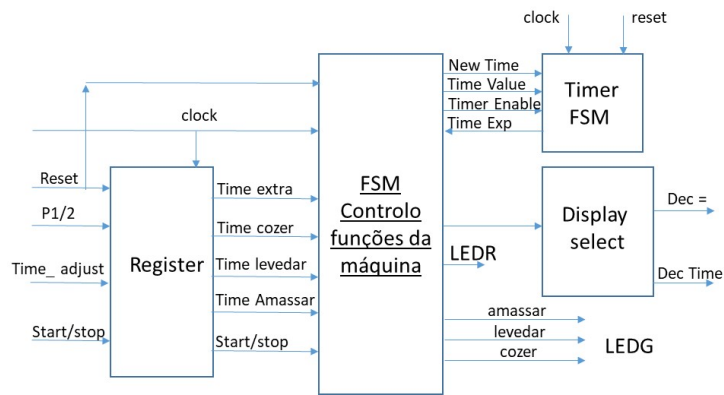 clock
reset
New Time
Time Value
Timer Enable
Time Exp
Timer
FSM
clock
Reset
P1/2
Time_ adjust
Start/stop
Register
Time extra
Time cozer
Time levedar
Time Amassar
Start/stop
FSM
Controlo
funções da
máquina
LEDR
Display
select
Dec =
Dec Time
amassar
levedar
cozer
LEDG